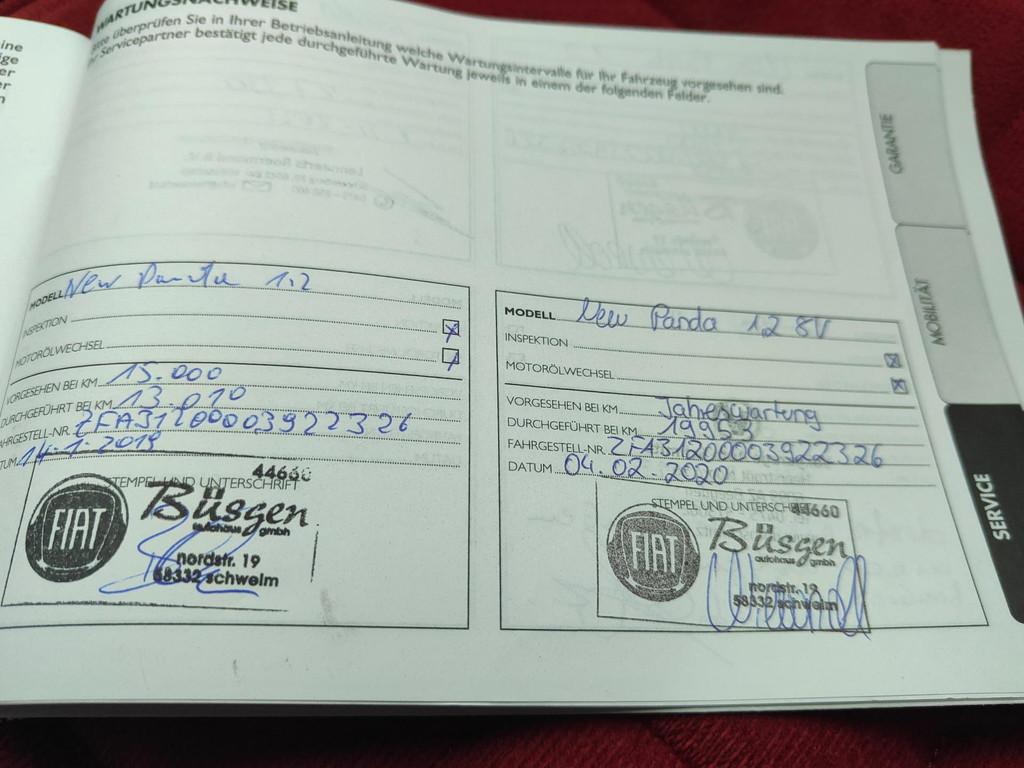 WARTUNGSNACHWEISE
Bitte überprüfen Sie in Ihrer Betriebsanleitung welche Wartungsintervalle für Ihr Fahrzeug vorgesehen sind.
Servicepartner bestätigt jede durchgeführte Wartung jeweils in einem der folgenden Felder.
MODELL New Panda 1.2
INSPEKTION
MOTORÖLWECHSEL
VORGESEHEN BEI KM 15.000
DURCHGEFÜHRT BEI KM 13.010
FAHRGESTELL-NR. ZFA31200003922326
DATUM 14.1.2019
44660
STEMPEL UND UNTERSCHRIFT
FIAT
Büsgen
autohaus gmbh
nordstr. 19
58332 schwelm
MODELL New Panda 1.2 8V
INSPEKTION
MOTORÖLWECHSEL
VORGESEHEN BEI KM Jahreswartung
DURCHGEFÜHRT BEI KM 19953
FAHRGESTELL-NR. ZFA31200003922326
DATUM 04.02.2020
STEMPEL UND UNTERSCHRIFT
44660
FIAT
Büsgen
autohaus gmbh
nordstr. 19
58332 schwelm
GARANTIE
MOBILITÄT
SERVICE